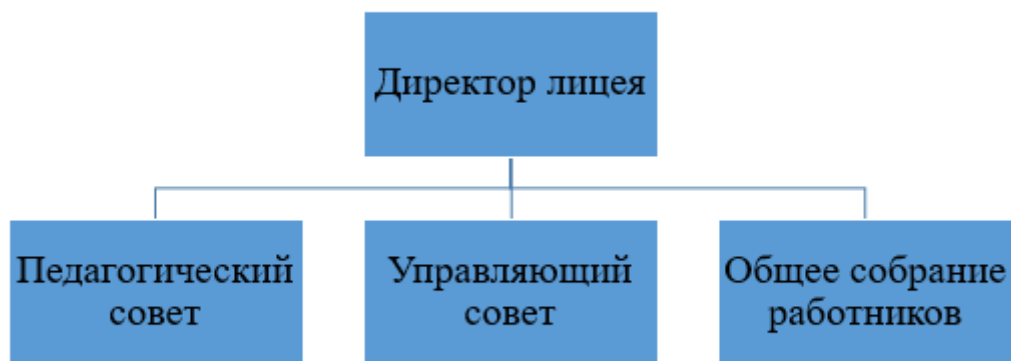 Директор лицея
Педагогический
совет
Управляющий
совет
Общее собрание
работников